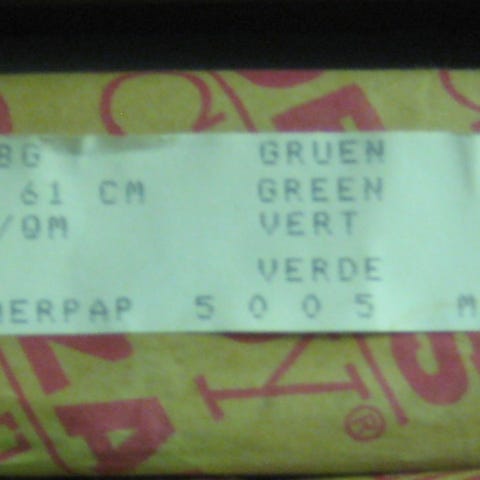 BG GRUEN
61 CM GREEN
/QM VERT
VERDE
ERPAP 5005 M